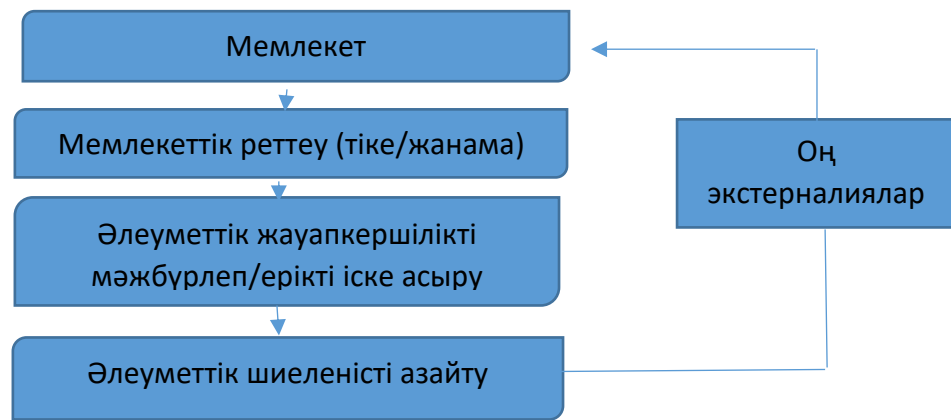 Мемлекет
Мемлекеттік реттеу (тіке/жанама)
Әлеуметтік жауапкершілікті
мәжбүрлеп/ерікті іске асыру
Әлеуметтік шиеленісті азайту
Оң
экстерналиялар